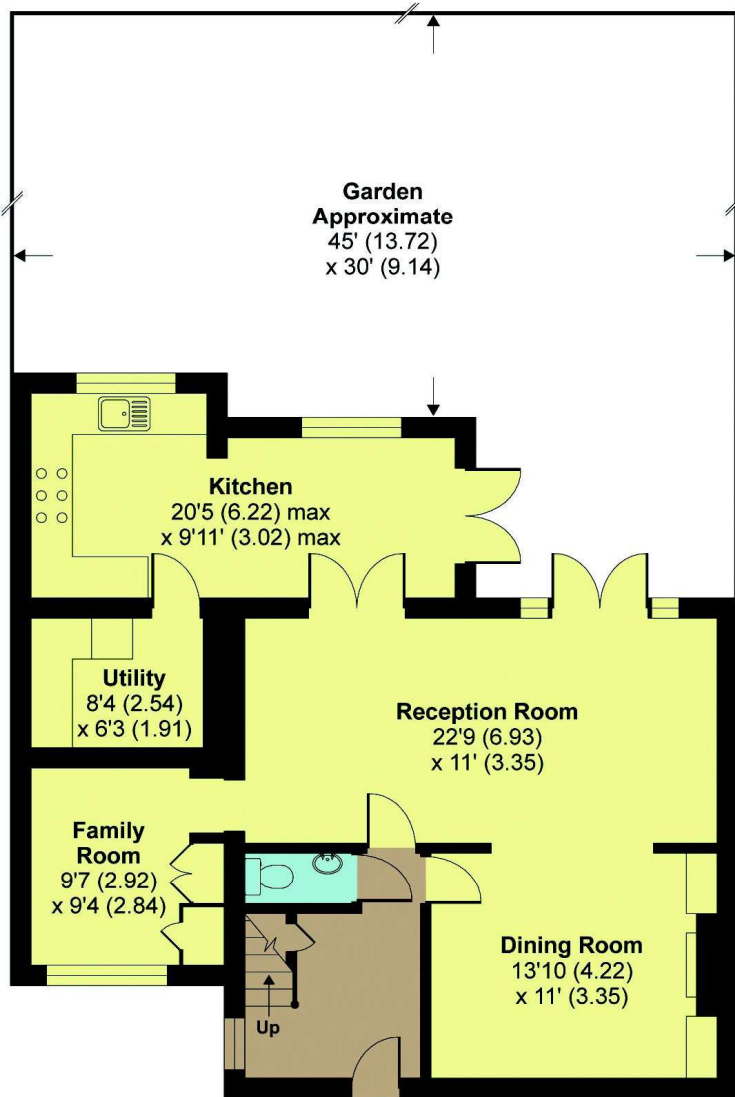 Garden
Approximate
45' (13.72)
x 30' (9.14)
Kitchen
20'5 (6.22) max
x 9'11' (3.02) max
Utility
8'4 (2.54)
x 6'3 (1.91)
Reception Room
22'9 (6.93)
x 11' (3.35)
Family
Room
9'7 (2.92)
x 9'4 (2.84)
Dining Room
13'10 (4.22)
x 11' (3.35)
Up